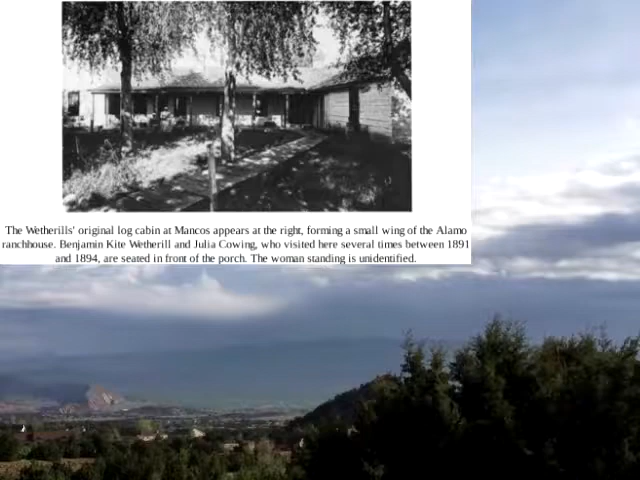 The Wetherills' original log cabin at Mancos appears at the right, forming a small wing of the Alamo
ranchhouse. Benjamin Kite Wetherill and Julia Cowing, who visited here several times between 1891
and 1894, are seated in front of the porch. The woman standing is unidentified.